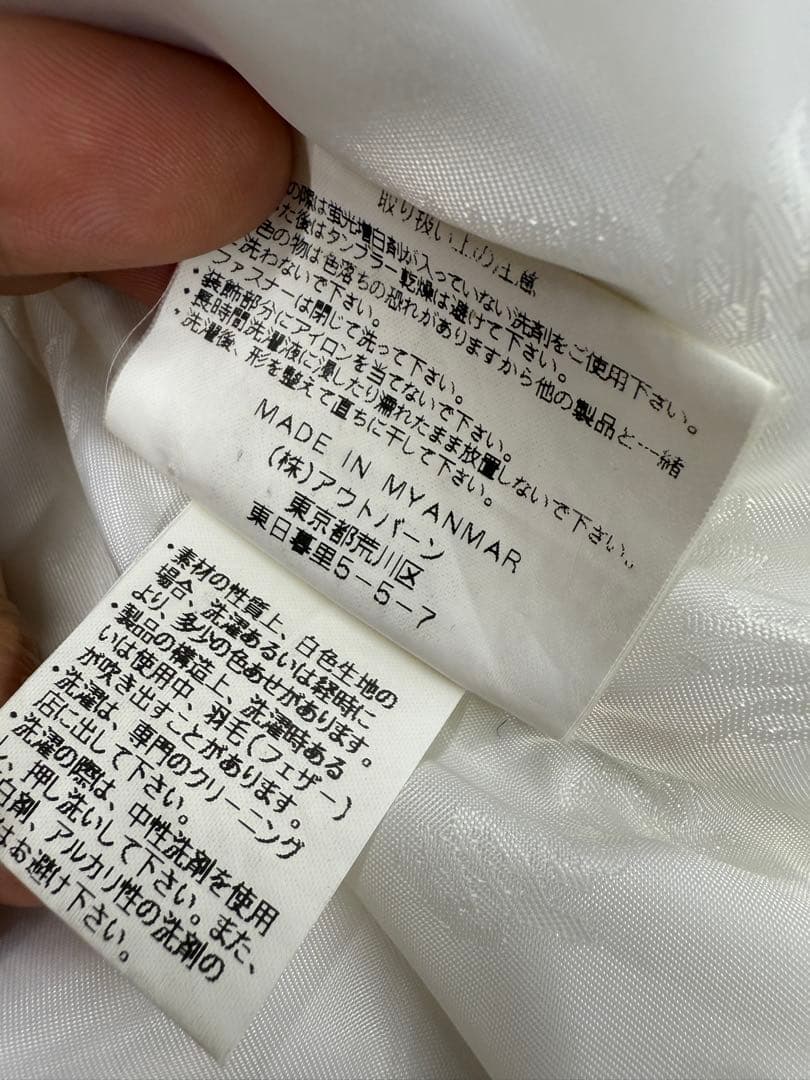 取り扱い上の注意
の際は蛍光増白剤が入っていない洗剤をご使用下さい。
た後はタンブラー乾燥は避けて下さい。
色の物は色落ちの恐れがありますから他の製品と一緒
洗わないで下さい。
ファスナーは閉じて洗って下さい。
・装飾部分にアイロンを当てないで下さい。
・長時間洗濯液に浸したり濡れたまま放置しないで下さい。
・洗濯後、形を整えて直ちに干して下さい。
MADE IN MYANMAR
(株)アウトバーン
東京都荒川区
東日暮里5-5-7
・素材の性質上、白色生地の
場合、洗濯あるいは経時に
より、多少の色あせがあります。
・製品の構造上、洗濯時ある
いは使用中、羽毛(フェザー)
が吹き出すことがあります。
・洗濯は、専門のクリーニング
店に出して下さい。
・洗濯の際は、中性洗剤を使用
し、押し洗いして下さい。また、
白剤、アルカリ性の洗剤の
はお避け下さい。